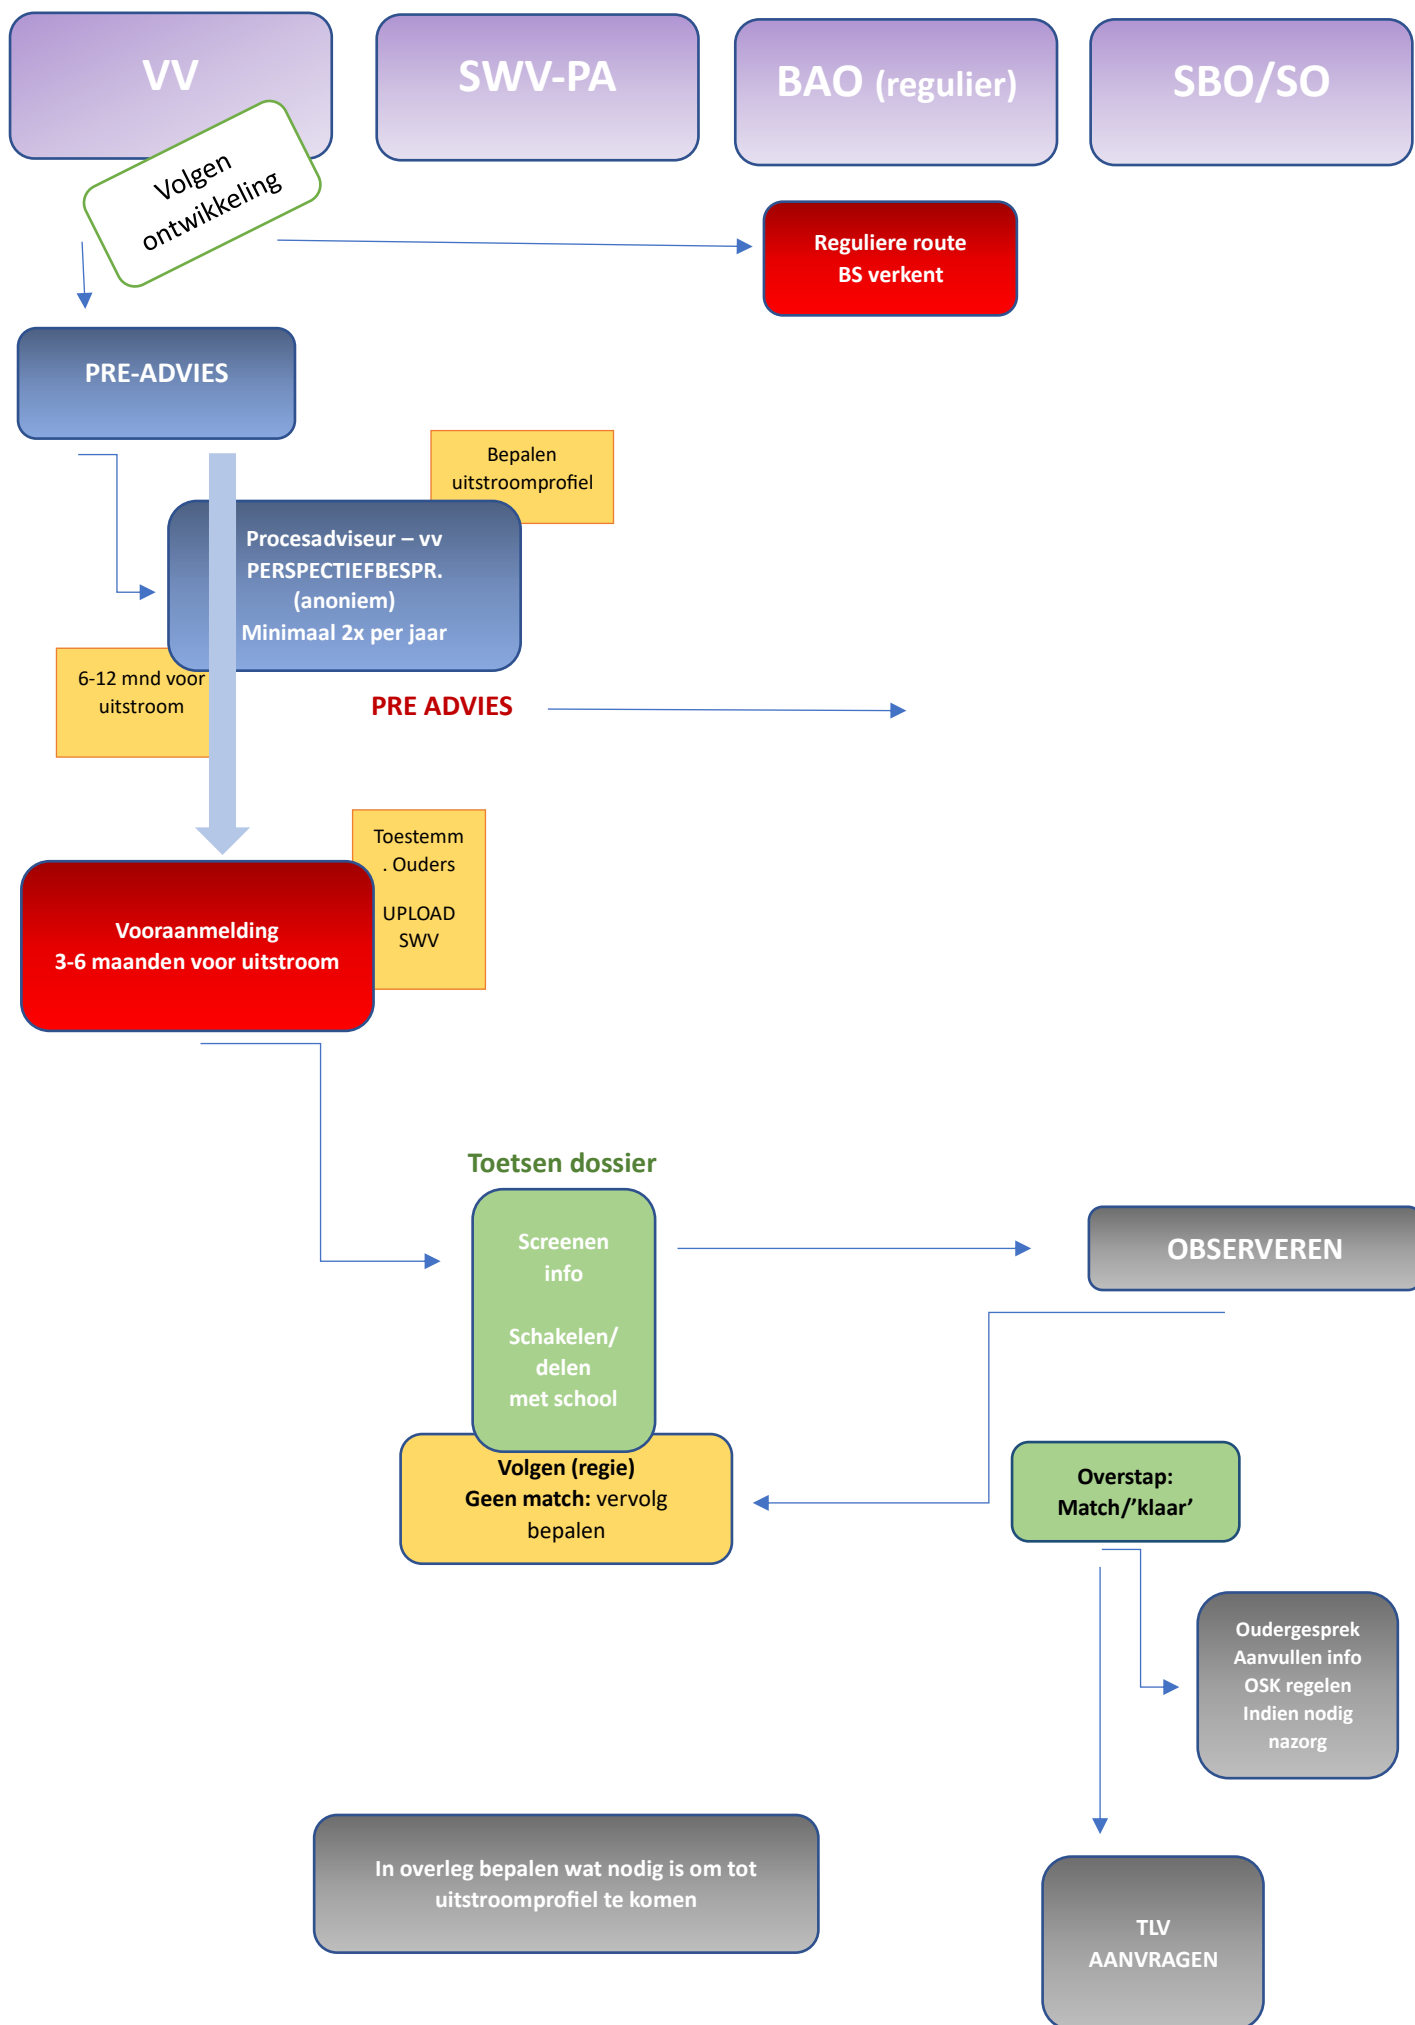 VV
SWV-PA
BAO (regulier)
SBO/SO
Volgen
ontwikkeling
Reguliere route
BS verkent
PRE-ADVIES
Bepalen
uitstroomprofiel
Procesadviseur – vv
PERSPECTIEFBESPR.
(anoniem)
Minimaal 2x per jaar
6-12 mnd voor
uitstroom
PRE ADVIES
Toestemm
. Ouders
UPLOAD
SWV
Vooraanmelding
3-6 maanden voor uitstroom
Toetsen dossier
Screenen
info
Schakelen/
delen
met school
OBSERVEREN
Volgen (regie)
Geen match: vervolg
bepalen
Overstap:
Match/’klaar’
Oudergesprek
Aanvullen info
OSK regelen
Indien nodig
nazorg
In overleg bepalen wat nodig is om tot
uitstroomprofiel te komen
TLV
AANVRAGEN